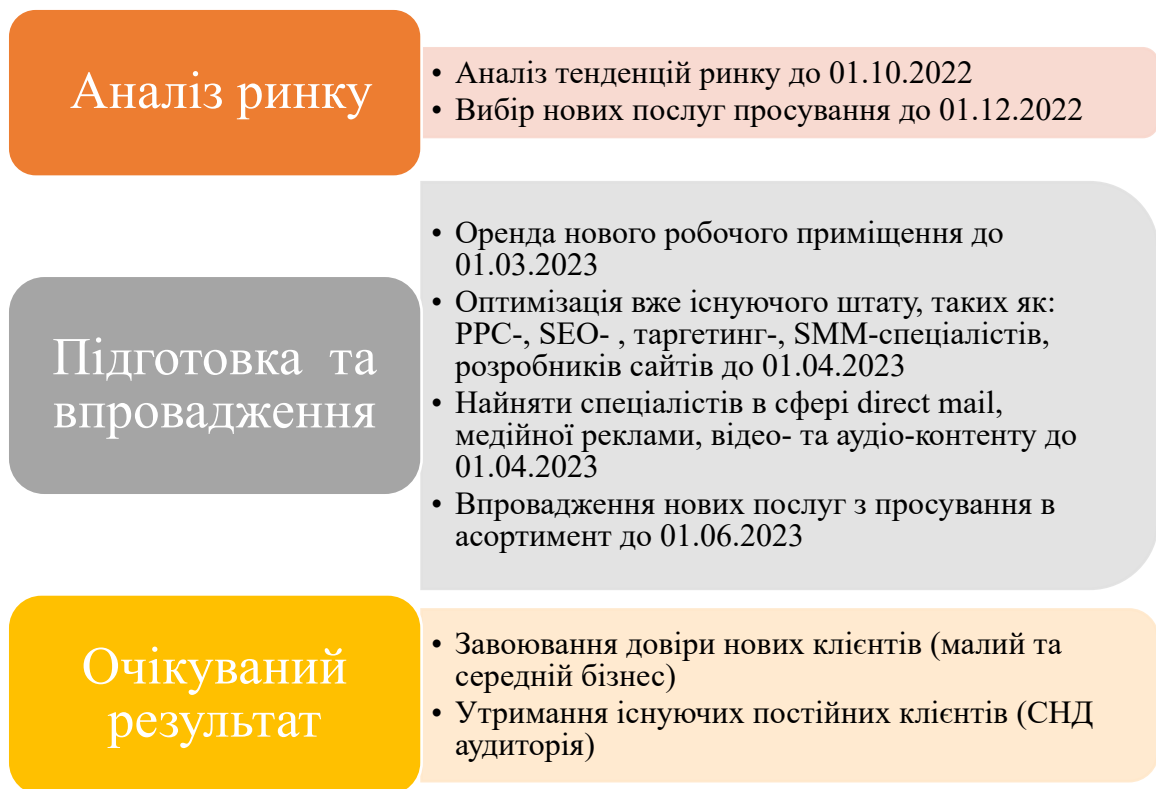 Аналіз ринку
• Аналіз тенденцій ринку до 01.10.2022
• Вибір нових послуг просування до 01.12.2022
Підготовка та
впровадження
• Оренда нового робочого приміщення до
01.03.2023
• Оптимізація вже існуючого штату, таких як:
PPC-, SEO- , таргетинг-, SMM-спеціалістів,
розробників сайтів до 01.04.2023
• Найняти спеціалістів в сфері direct mail,
медійної реклами, відео- та аудіо-контенту до
01.04.2023
• Впровадження нових послуг з просування в
асортимент до 01.06.2023
Очікуваний
результат
• Завоювання довіри нових клієнтів (малий та
середній бізнес)
• Утримання існуючих постійних клієнтів (СНД
аудиторія)